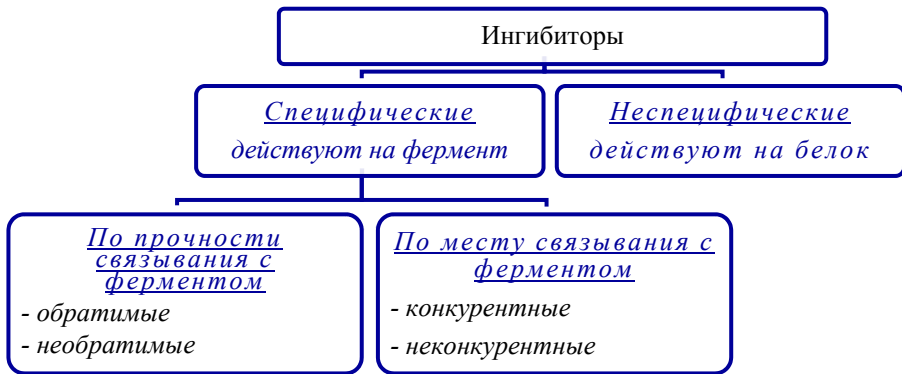 Ингибиторы
Специфические
действуют на фермент
Неспецифические
действуют на белок
По прочности
связывания с
ферментом
- обратимые
- необратимые
По месту связывания с
ферментом
- конкурентные
- неконкурентные